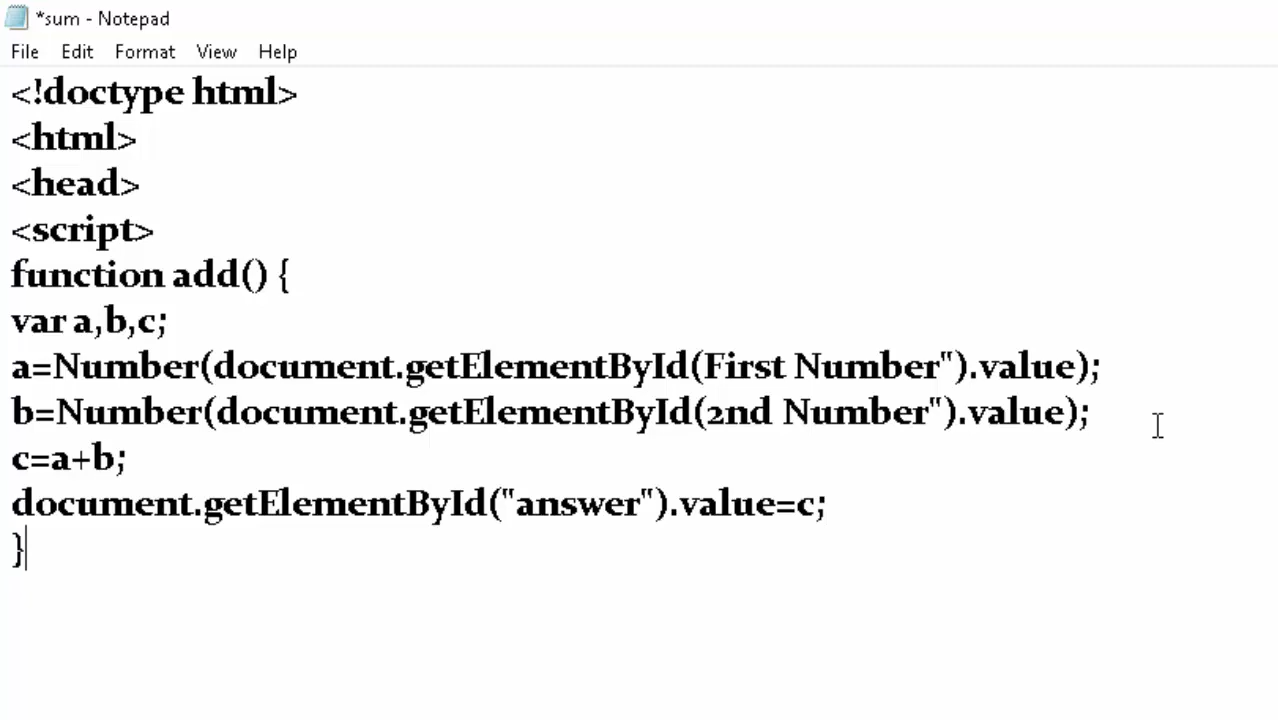 *sum - Notepad
File Edit Format View Help
<!doctype html>
<html>
<head>
<script>
function add() {
var a,b,c;
a=Number(document.getElementById(First Number").value);
b=Number(document.getElementById(2nd Number").value);
c=a+b;
document.getElementById("answer").value=c;
}